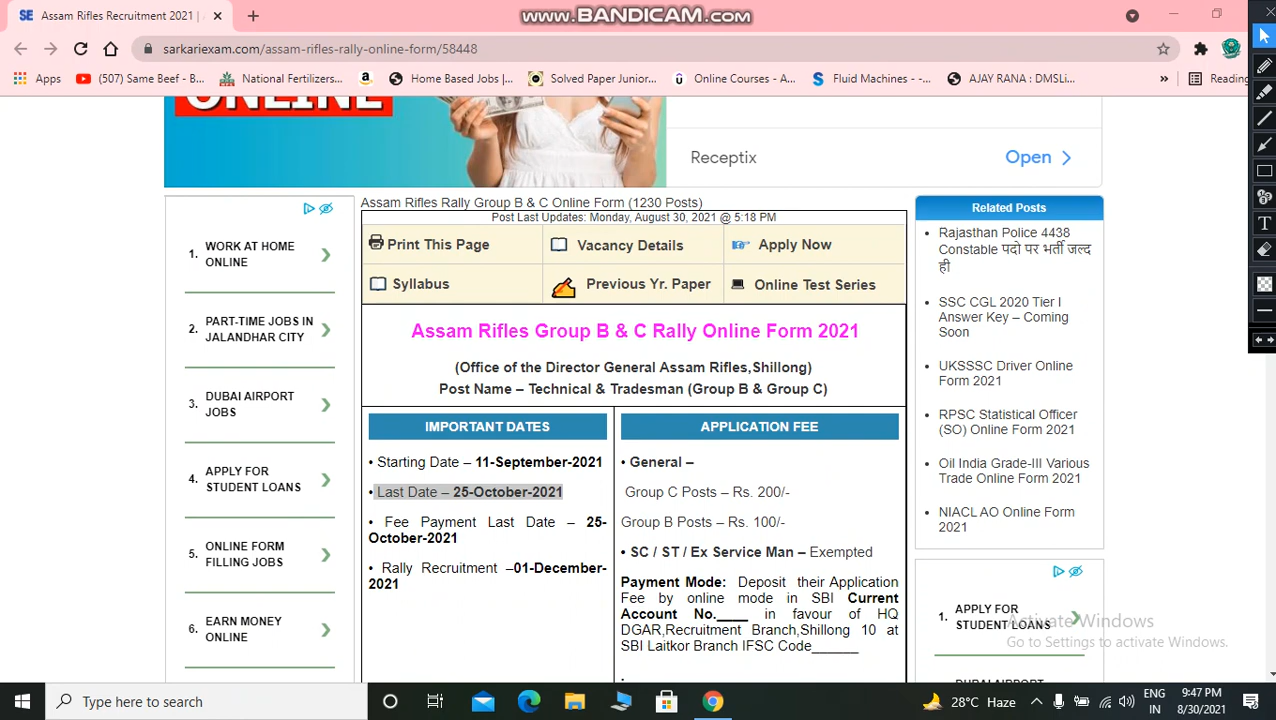 Assam Rifles Recruitment 2021 |
www.BANDICAM.com
sarkariexam.com/assam-rifles-rally-online-form/58448
Apps
(507) Same Beef - B...
National Fertilizers...
Home Based Jobs |...
Solved Paper Junior...
Online Courses - A...
Fluid Machines - -...
AJAY RANA : DMSLi...
Reading
ONLINE
Receptix
Open
Assam Rifles Rally Group B & C Online Form (1230 Posts)
Post Last Updates: Monday, August 30, 2021 @ 5:18 PM
Print This Page
Vacancy Details
Apply Now
Syllabus
Previous Yr. Paper
Online Test Series
Assam Rifles Group B & C Rally Online Form 2021
(Office of the Director General Assam Rifles,Shillong)
Post Name – Technical & Tradesman (Group B & Group C)
IMPORTANT DATES
• Starting Date – 11-September-2021
• Last Date – 25-October-2021
• Fee Payment Last Date – 25-
October-2021
• Rally Recruitment –01-December-
2021
APPLICATION FEE
• General –
Group C Posts – Rs. 200/-
Group B Posts – Rs. 100/-
• SC / ST / Ex Service Man – Exempted
Payment Mode: Deposit their Application
Fee by online mode in SBI Current
Account No.____ in favour of HQ
DGAR,Recruitment Branch,Shillong 10 at
SBI Laitkor Branch IFSC Code______
.
1. WORK AT HOME
ONLINE
2. PART-TIME JOBS IN
JALANDHAR CITY
3. DUBAI AIRPORT
JOBS
4. APPLY FOR
STUDENT LOANS
5. ONLINE FORM
FILLING JOBS
6. EARN MONEY
ONLINE
Related Posts
• Rajasthan Police 4438
Constable पदो पर भर्ती जल्द
ही
• SSC CGL 2020 Tier I
Answer Key – Coming
Soon
• UKSSSC Driver Online
Form 2021
• RPSC Statistical Officer
(SO) Online Form 2021
• Oil India Grade-III Various
Trade Online Form 2021
• NIACL AO Online Form
2021
1. APPLY FOR
STUDENT LOANS
Activate Windows
Go to Settings to activate Windows.
Type here to search
28°C Haze
ENG
IN
9:47 PM
8/30/2021